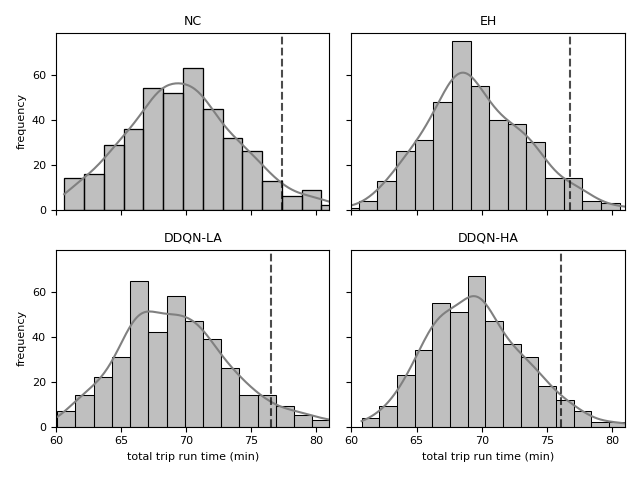 NC
EH
frequency
60
40
20
0
DDQN-LA
DDQN-HA
frequency
60
40
20
0
60 65 70 75 80
60 65 70 75 80
total trip run time (min)
total trip run time (min)